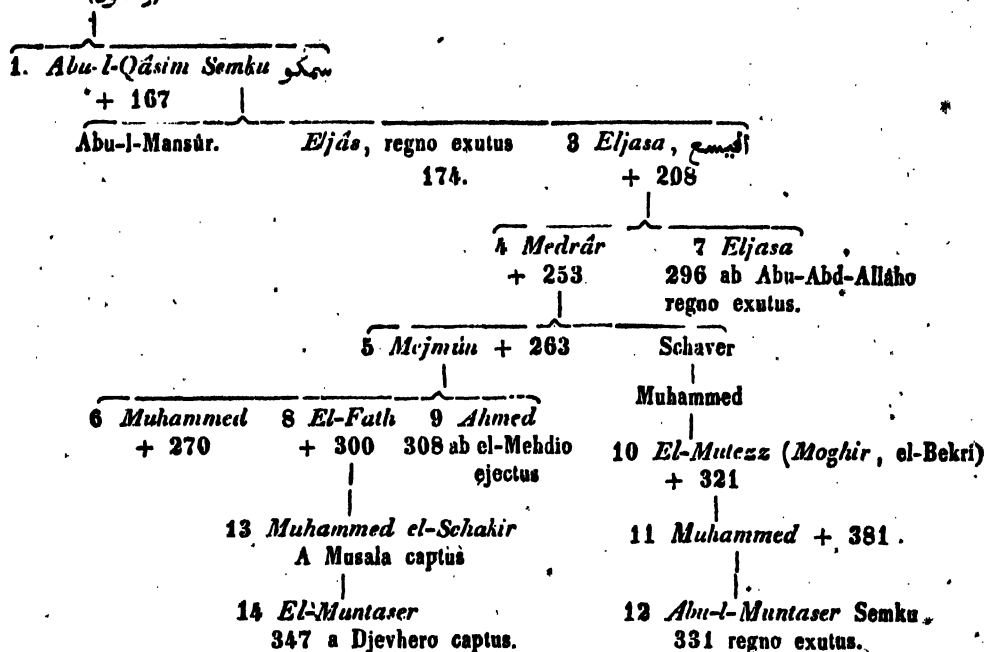 1. Abu-l-Qâsim Semku سمكو
+ 167
Abu-l-Mansûr. Eljâs, regno exutus 3 Eljasa, اليسع
174. + 208
4 Medrâr 7 Eljasa
+ 253 296 ab Abu-Abd-Allâho
regno exutus.
5 Mejmún + 263 Schaver
Muhammed
6 Muhammed 8 El-Fath 9 Ahmed
+ 270 + 300 308 ab el-Mehdio
ejectus
10 El-Mutezz (Moghir, el-Bekrí)
+ 321
13 Muhammed el-Schakir 11 Muhammed + 381.
A Musala captus
14 El-Muntaser 12 Abu-l-Muntaser Semku.
347 a Djevhero captus. 331 regno exutus.